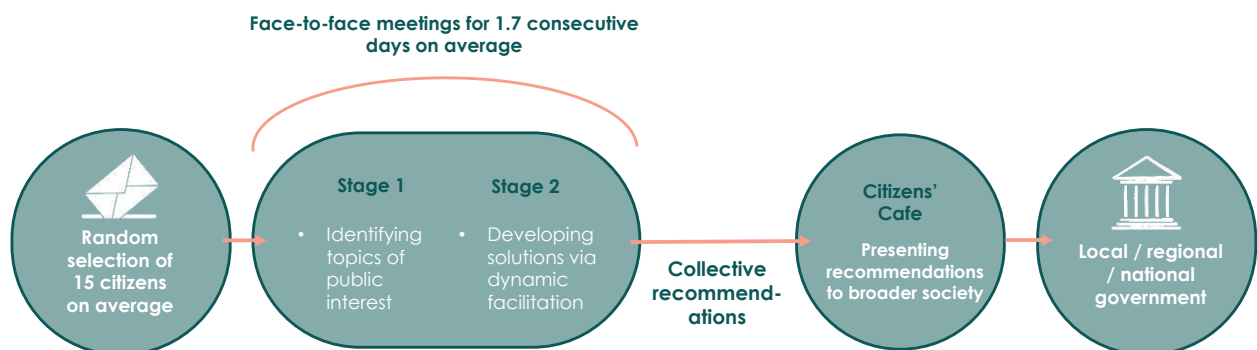 Face-to-face meetings for 1.7 consecutive
days on average
Random
selection of
15 citizens
on average
Stage 1
• Identifying
topics of
public
interest
Stage 2
• Developing
solutions via
dynamic
facilitation
Collective
recommend-
ations
Citizens'
Cafe
Presenting
recommendations
to broader society
Local / regional
/ national
government